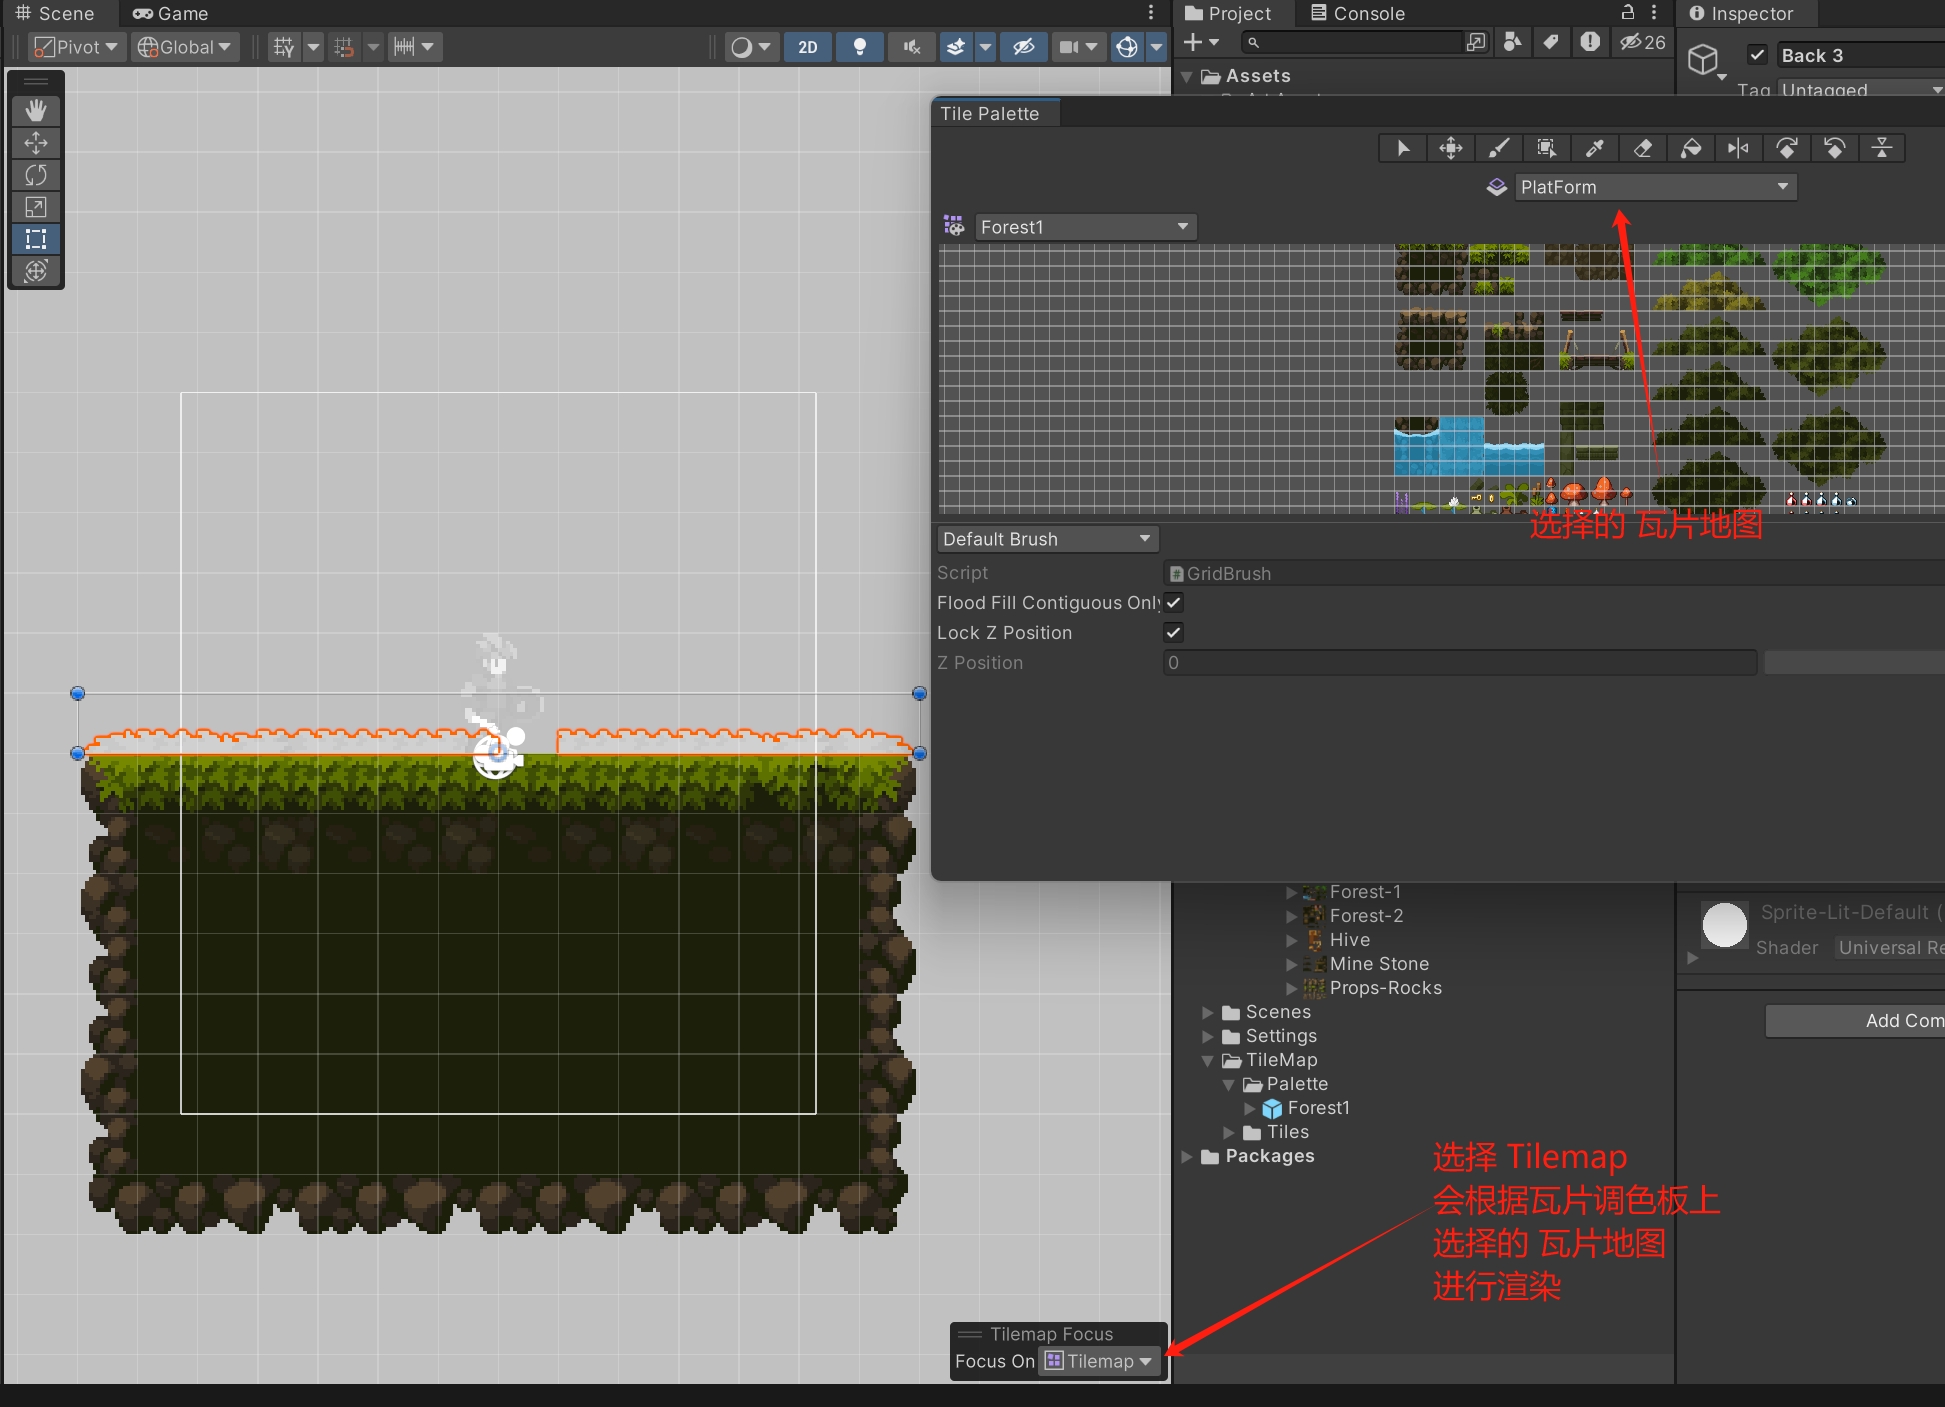 Scene
Game
Project
Console
Inspector
Pivot
Global
2D
26
Back 3
Assets
Tag
Untagged
Tile Palette
PlatForm
Forest1
选择的 瓦片地图
Default Brush
Script
GridBrush
Flood Fill Contiguous Only
Lock Z Position
Z Position
0
Forest-1
Forest-2
Hive
Mine Stone
Props-Rocks
Scenes
Settings
TileMap
Palette
Forest1
Tiles
Packages
Sprite-Lit-Default (
Shader
Universal Re
Add Com
选择 Tilemap
会根据瓦片调色板上
选择的 瓦片地图
进行渲染
Tilemap Focus
Focus On
Tilemap